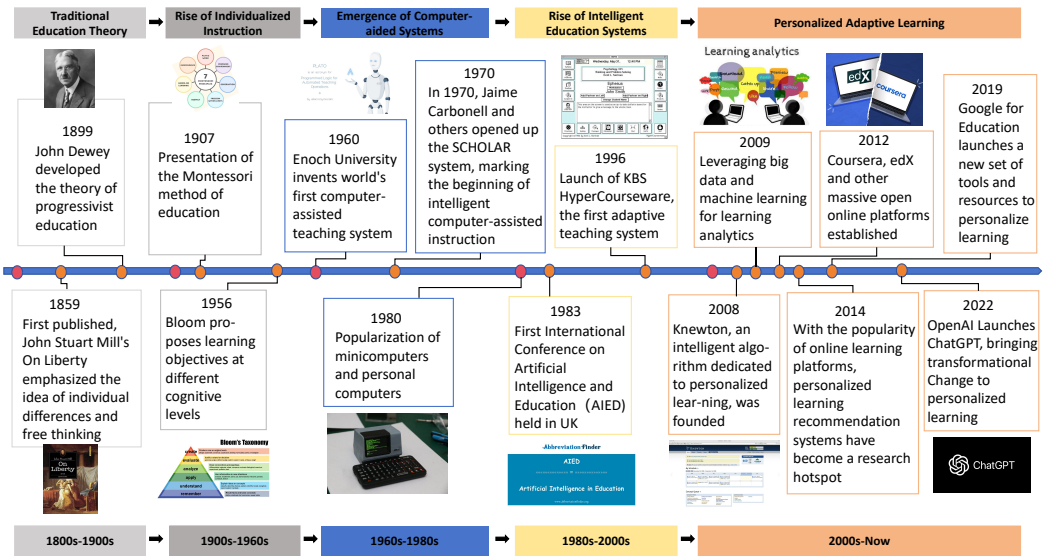 Traditional
Education Theory
Rise of Individualized
Instruction
Emergence of Computer-
aided Systems
Rise of Intelligent
Education Systems
Personalized Adaptive Learning
1899
John Dewey
developed
the theory of
progressivist
education
1907
Presentation of
the Montessori
method of
education
PLATO
1960
Enoch University
invents world's
first computer-
assisted
teaching system
1970
In 1970, Jaime
Carbonell and
others opened up
the SCHOLAR
system, marking
the beginning of
intelligent
computer-assisted
instruction
1996
Launch of KBS
HyperCourseware,
the first adaptive
teaching system
Learning analytics
2009
Leveraging big
data and
machine learning
for learning
analytics
edX
coursera
2012
Coursera, edX
and other
massive open
online platforms
established
2019
Google for
Education
launches a
new set of
tools and
resources to
personalize
learning
1859
First published,
John Stuart Mill's
On Liberty
emphasized the
idea of individual
differences and
free thinking
On
Liberty
1956
Bloom pro-
poses learning
objectives at
different
cognitive
levels
Bloom's Taxonomy
create
evaluate
analyze
apply
understand
remember
1980
Popularization of
minicomputers
and personal
computers
1983
First International
Conference on
Artificial
Intelligence and
Education (AIED)
held in UK
Abbreviation Finder
AIED
Artificial Intelligence in Education
2008
Knewton, an
intelligent algo-
rithm dedicated
to personalized
lear-ning, was
founded
2014
With the popularity
of online learning
platforms,
personalized
learning
recommendation
systems have
become a research
hotspot
2022
OpenAI Launches
ChatGPT, bringing
transformational
Change to
personalized
learning
ChatGPT
1800s-1900s
1900s-1960s
1960s-1980s
1980s-2000s
2000s-Now